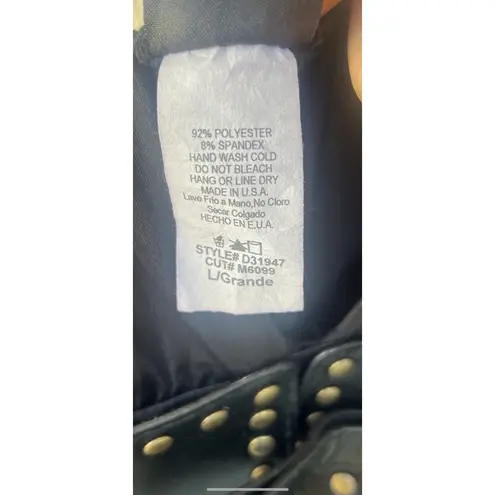 92% POLYESTER
8% SPANDEX
HAND WASH COLD
DO NOT BLEACH
HANG OR LINE DRY
MADE IN U.S.A.
Lave Frio a Mano,No Cloro
Secar Colgado
HECHO EN E.U.A.
STYLE# D31947
CUT# M6099
L/Grande